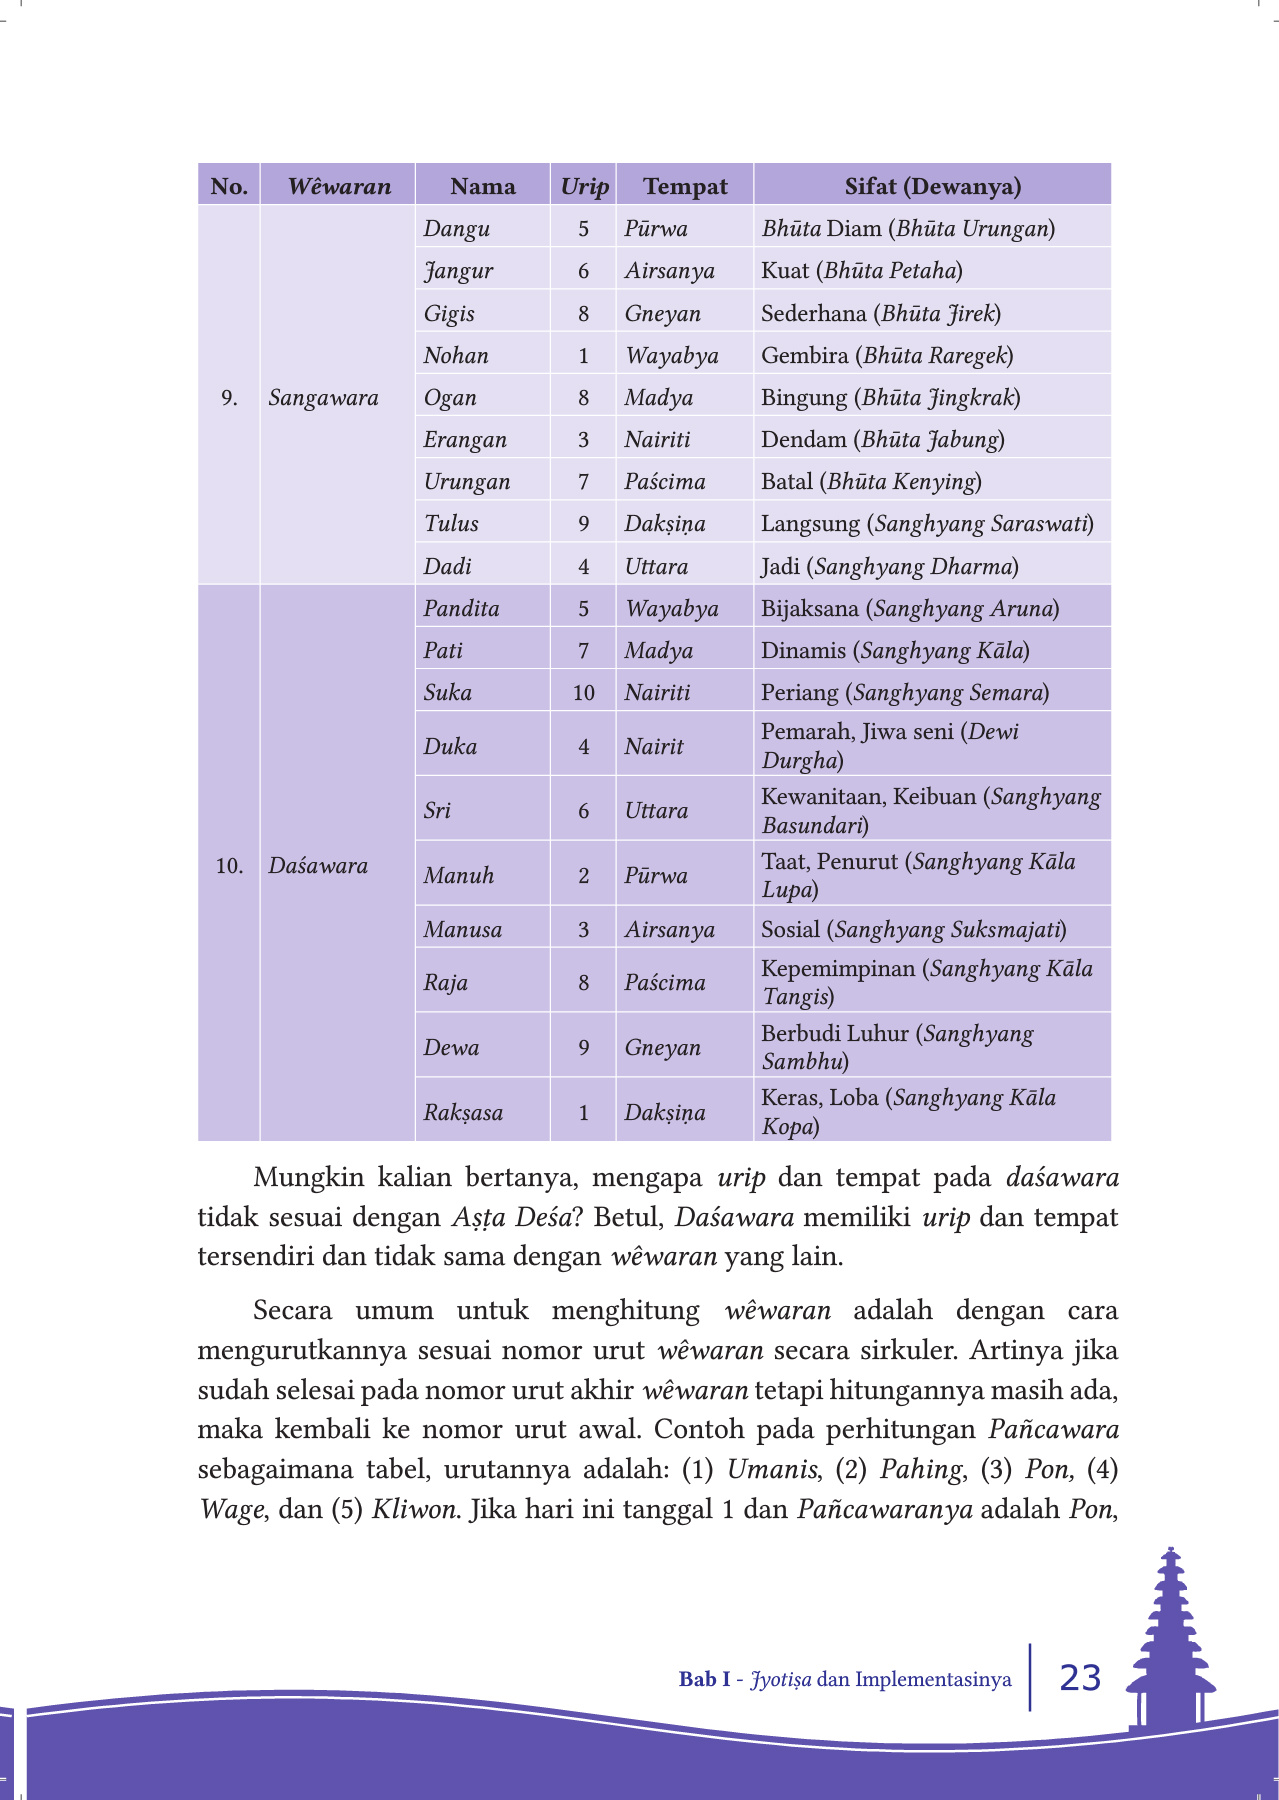 No. Wêwaran Nama Urip Tempat Sifat (Dewanya)
9. Sangawara
Dangu 5 Pūrwa Bhūta Diam (Bhūta Urungan)
Jangur 6 Airsanya Kuat (Bhūta Petaha)
Gigis 8 Gneyan Sederhana (Bhūta Jirek)
Nohan 1 Wayabya Gembira (Bhūta Raregek)
Ogan 8 Madya Bingung (Bhūta Jingkrak)
Erangan 3 Nairiti Dendam (Bhūta Jabung)
Urungan 7 Paścima Batal (Bhūta Kenying)
Tulus 9 Dakṣiṇa Langsung (Sanghyang Saraswati)
Dadi 4 Uttara Jadi (Sanghyang Dharma)
10. Daśawara
Pandita 5 Wayabya Bijaksana (Sanghyang Aruna)
Pati 7 Madya Dinamis (Sanghyang Kāla)
Suka 10 Nairiti Periang (Sanghyang Semara)
Duka 4 Nairit Pemarah, Jiwa seni (Dewi
Durgha)
Sri 6 Uttara Kewanitaan, Keibuan (Sanghyang
Basundari)
Manuh 2 Pūrwa Taat, Penurut (Sanghyang Kāla
Lupa)
Manusa 3 Airsanya Sosial (Sanghyang Suksmajati)
Raja 8 Paścima Kepemimpinan (Sanghyang Kāla
Tangis)
Dewa 9 Gneyan Berbudi Luhur (Sanghyang
Sambhu)
Rakṣasa 1 Dakṣiṇa Keras, Loba (Sanghyang Kāla
Kopa)
Mungkin kalian bertanya, mengapa urip dan tempat pada daśawara
tidak sesuai dengan Aṣṭa Deśa? Betul, Daśawara memiliki urip dan tempat
tersendiri dan tidak sama dengan wêwaran yang lain.
Secara umum untuk menghitung wêwaran adalah dengan cara
mengurutkannya sesuai nomor urut wêwaran secara sirkuler. Artinya jika
sudah selesai pada nomor urut akhir wêwaran tetapi hitungannya masih ada,
maka kembali ke nomor urut awal. Contoh pada perhitungan Pañcawara
sebagaimana tabel, urutannya adalah: (1) Umanis, (2) Pahing, (3) Pon, (4)
Wage, dan (5) Kliwon. Jika hari ini tanggal 1 dan Pañcawaranya adalah Pon,
Bab I - Jyotiṣa dan Implementasinya 23